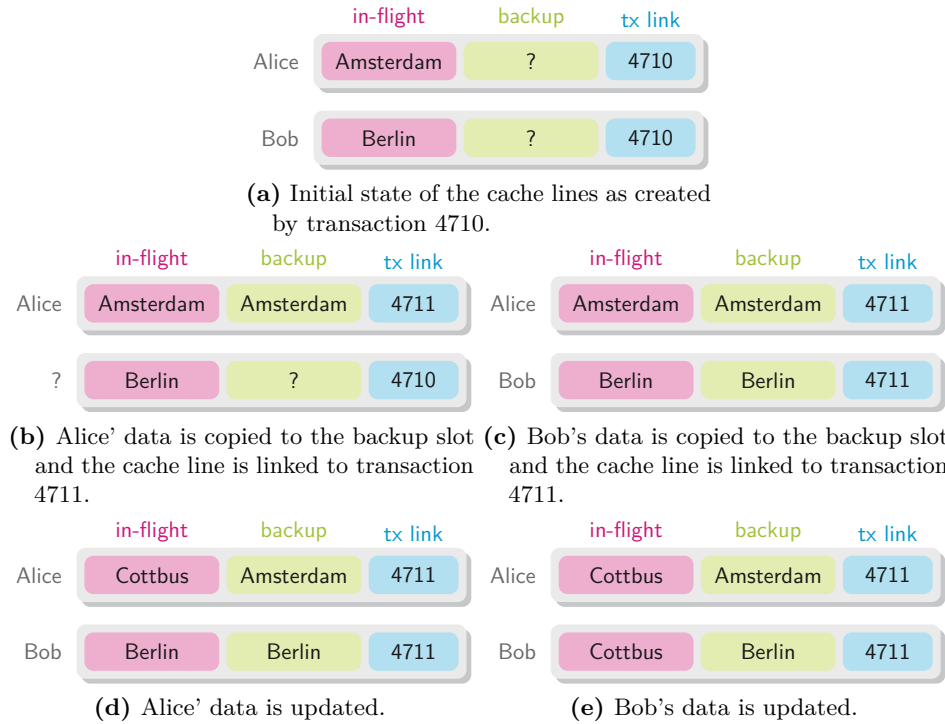 in-flight backup tx link
Alice Amsterdam ? 4710
Bob Berlin ? 4710
(a) Initial state of the cache lines as created
by transaction 4710.
in-flight backup tx link
Alice Amsterdam Amsterdam 4711
? Berlin ? 4710
(b) Alice' data is copied to the backup slot
and the cache line is linked to transaction
4711.
in-flight backup tx link
Alice Amsterdam Amsterdam 4711
Bob Berlin Berlin 4711
(c) Bob's data is copied to the backup slot
and the cache line is linked to transaction
4711.
in-flight backup tx link
Alice Cottbus Amsterdam 4711
Bob Berlin Berlin 4711
(d) Alice' data is updated.
in-flight backup tx link
Alice Cottbus Amsterdam 4711
Bob Cottbus Berlin 4711
(e) Bob's data is updated.